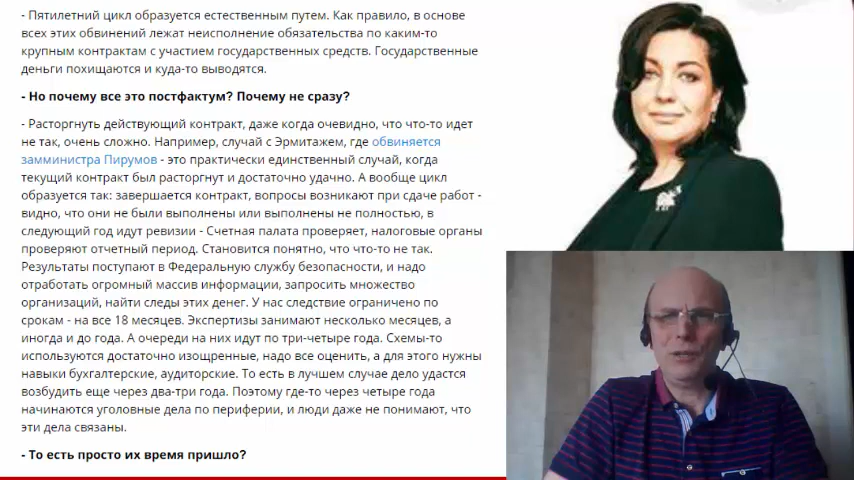 - Пятилетний цикл образуется естественным путем. Как правило, в основе
всех этих обвинений лежат неисполнение обязательства по каким-то
крупным контрактам с участием государственных средств. Государственные
деньги похищаются и куда-то выводятся.
- Но почему все это постфактум? Почему не сразу?
- Расторгнуть действующий контракт, даже когда очевидно, что что-то идет
не так, очень сложно. Например, случай с Эрмитажем, где обвиняется
замминистра Пирумов - это практически единственный случай, когда
текущий контракт был расторгнут и достаточно удачно. А вообще цикл
образуется так: завершается контракт, вопросы возникают при сдаче работ -
видно, что они не были выполнены или выполнены не полностью, в
следующий год идут ревизии - Счетная палата проверяет, налоговые органы
проверяют отчетный период. Становится понятно, что что-то не так.
Результаты поступают в Федеральную службу безопасности, и надо
отработать огромный массив информации, запросить множество
организаций, найти следы этих денег. У нас следствие ограничено по
срокам - на все 18 месяцев. Экспертизы занимают несколько месяцев, а
иногда и до года. А очереди на них идут по три-четыре года. Схемы-то
используются достаточно изощренные, надо все оценить, а для этого нужны
навыки бухгалтерские, аудиторские. То есть в лучшем случае дело удастся
возбудить еще через два-три года. Поэтому где-то через четыре года
начинаются уголовные дела по периферии, и люди даже не понимают, что
эти дела связаны.
- То есть просто их время пришло?